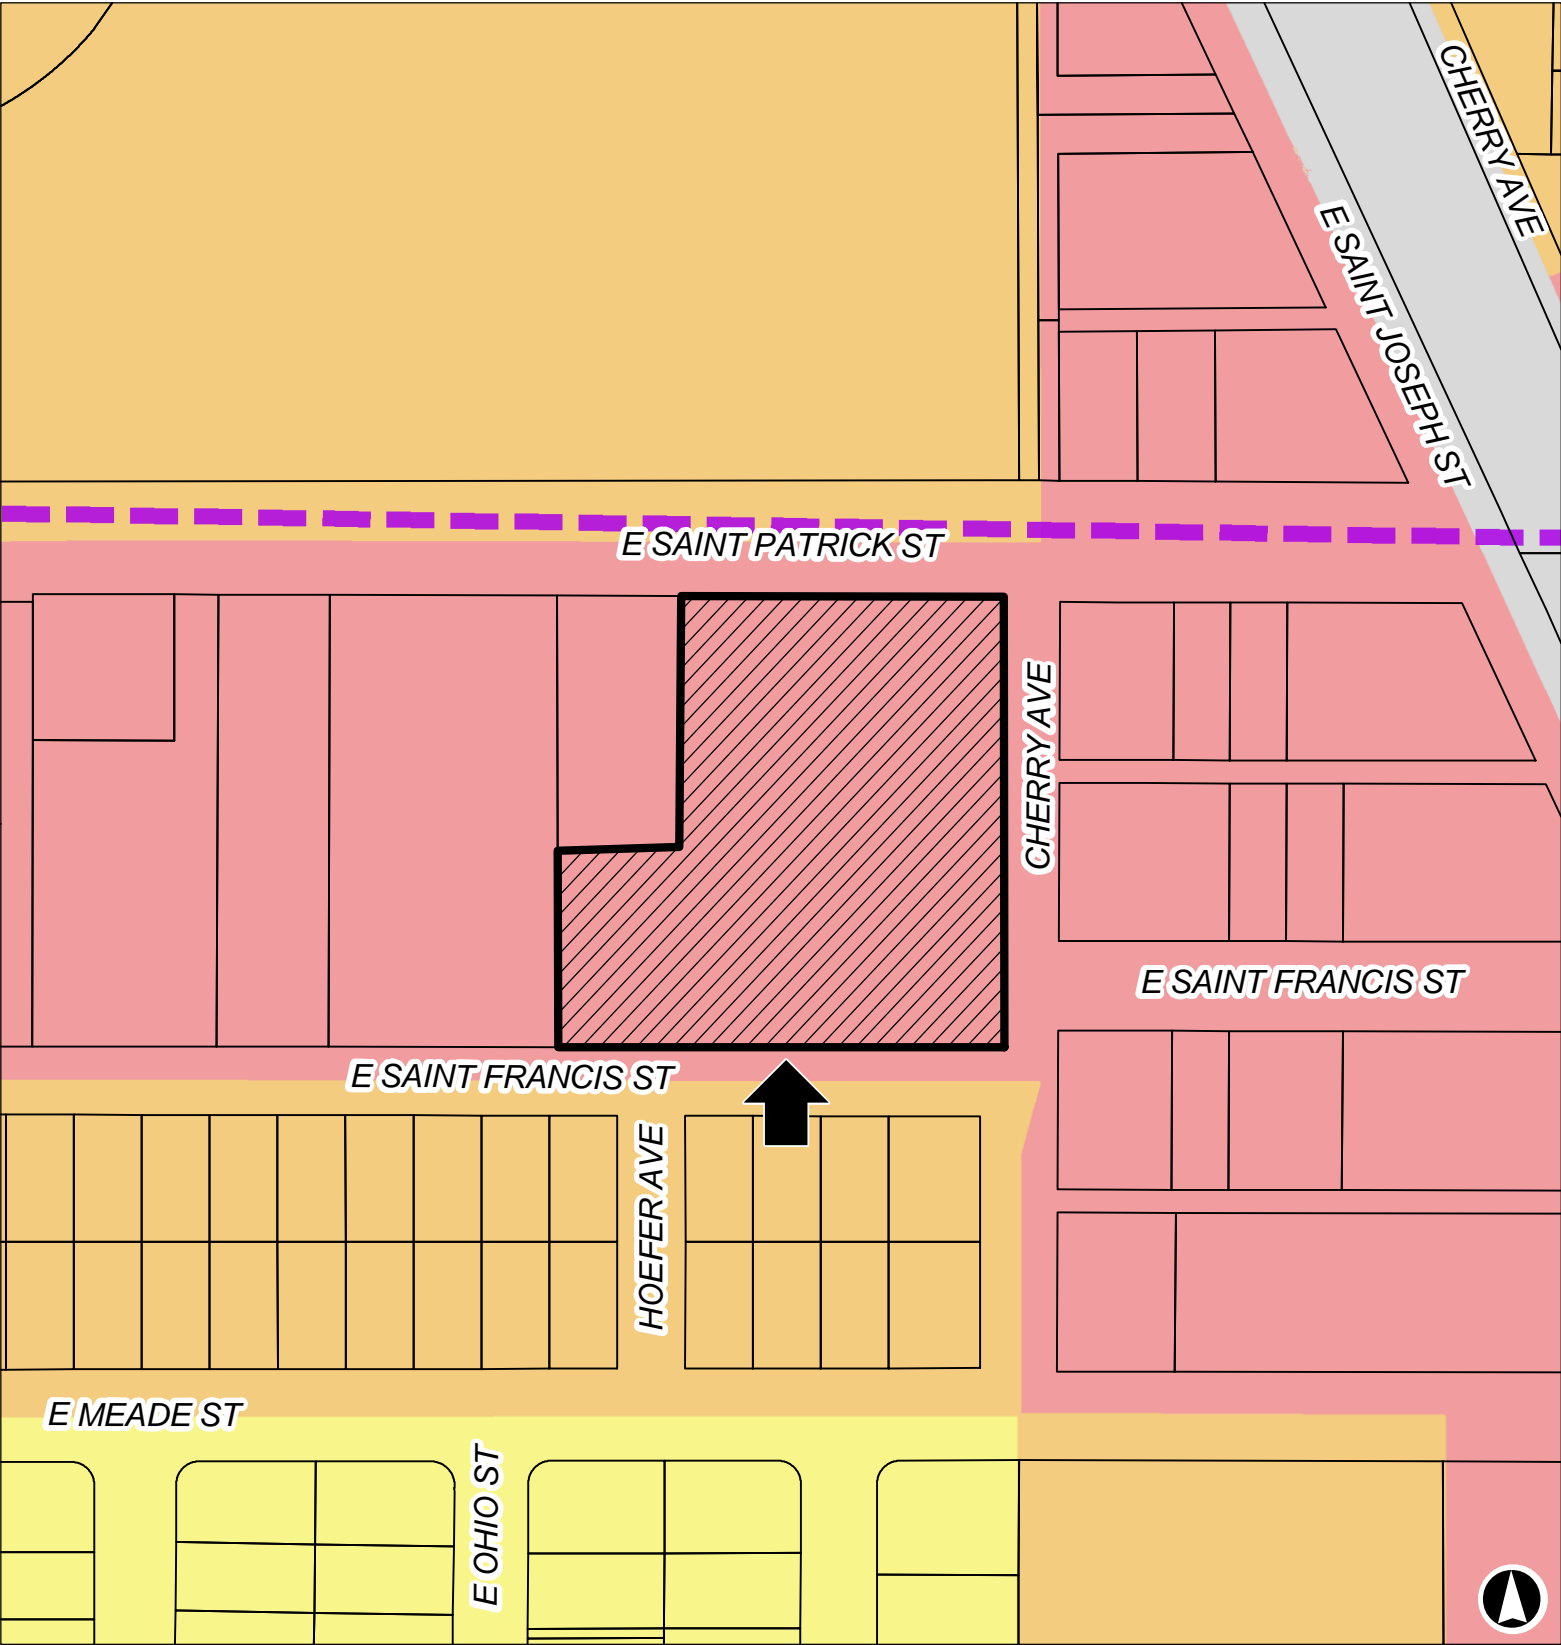 CHERRY AVE
E SAINT JOSEPH ST
E SAINT PATRICK ST
CHERRY AVE
E SAINT FRANCIS ST
E SAINT FRANCIS ST
HOEFER AVE
E MEADE ST
E OHIO ST